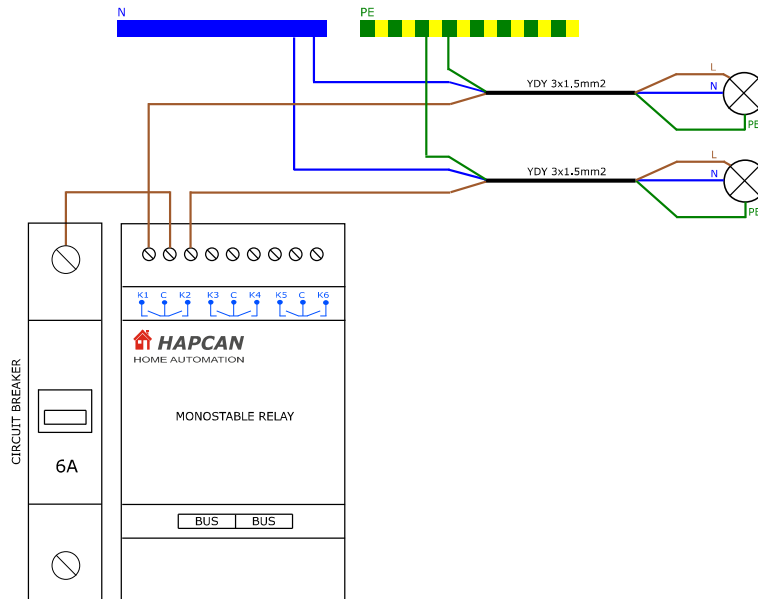 N
PE
YDY 3x1,5mm2
L
N
PE
YDY 3x1.5mm2
L
N
PE
K1 C K2 K3 C K4 K5 C K6
HAPCAN
HOME AUTOMATION
MONOSTABLE RELAY
CIRCUIT BREAKER
6A
BUS BUS